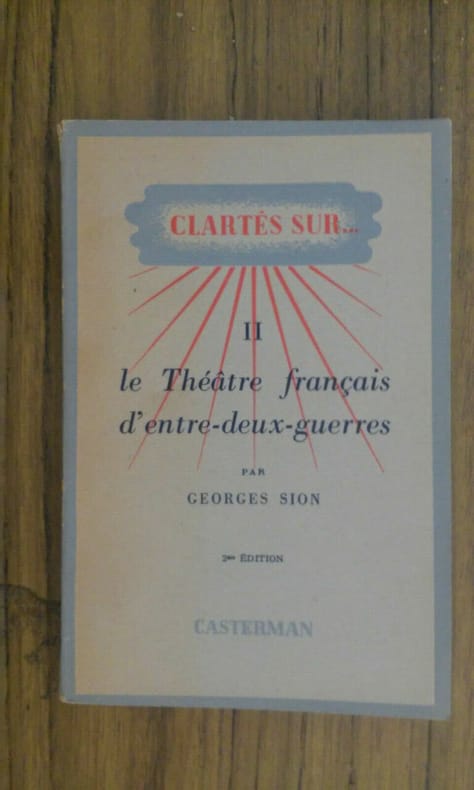 CLARTÉS SUR...
II
le Théâtre français
d'entre-deux-guerres
PAR
GEORGES SION
2me ÉDITION
CASTERMAN